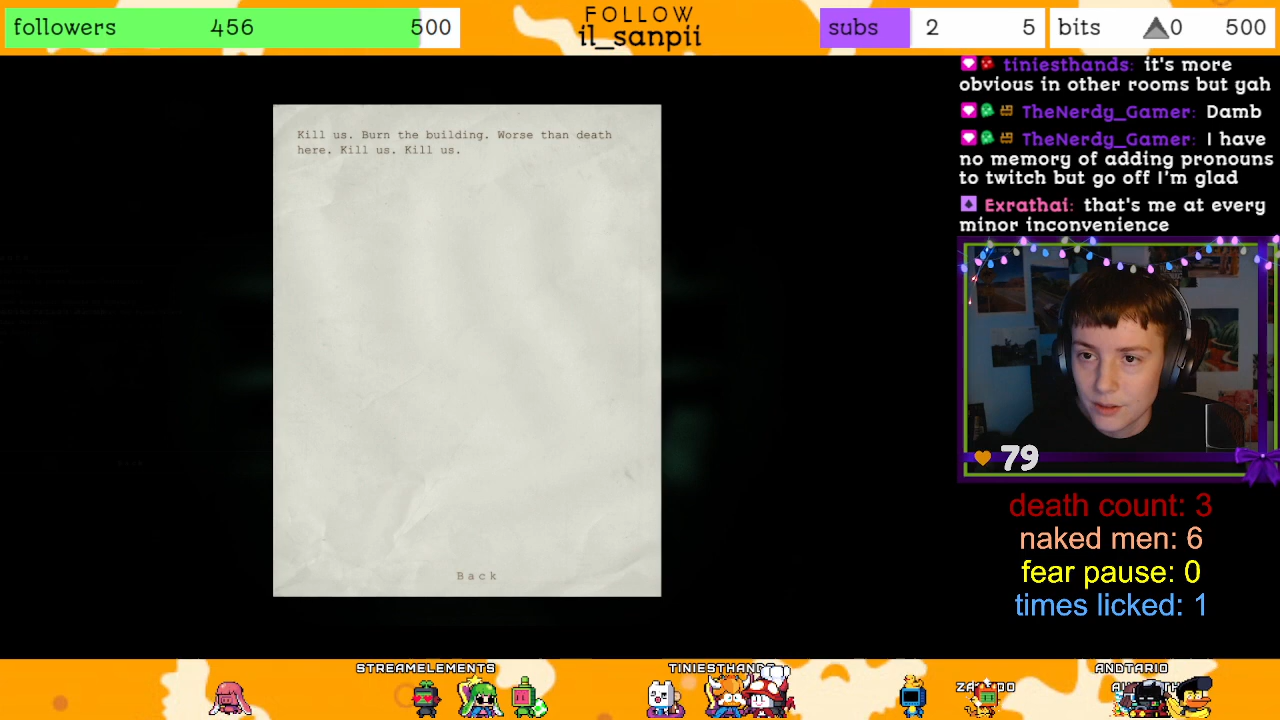 followers 456 500
FOLLOW
il_sanpii
subs 2 5
bits 0 500
tiniesthands: it's more
obvious in other rooms but yah
TheNerdy_Gamer: Damb
TheNerdy_Gamer: I have
no memory of adding pronouns
to twitch but go off I'm glad
Exrathai: that's me at every
minor inconvenience
Kill us. Burn the building. Worse than death
here. Kill us. Kill us.
Back
79
death count: 3
naked men: 6
fear pause: 0
times licked: 1
STREAMELEMENTS
TINIESTHANDS
ANDTARIO